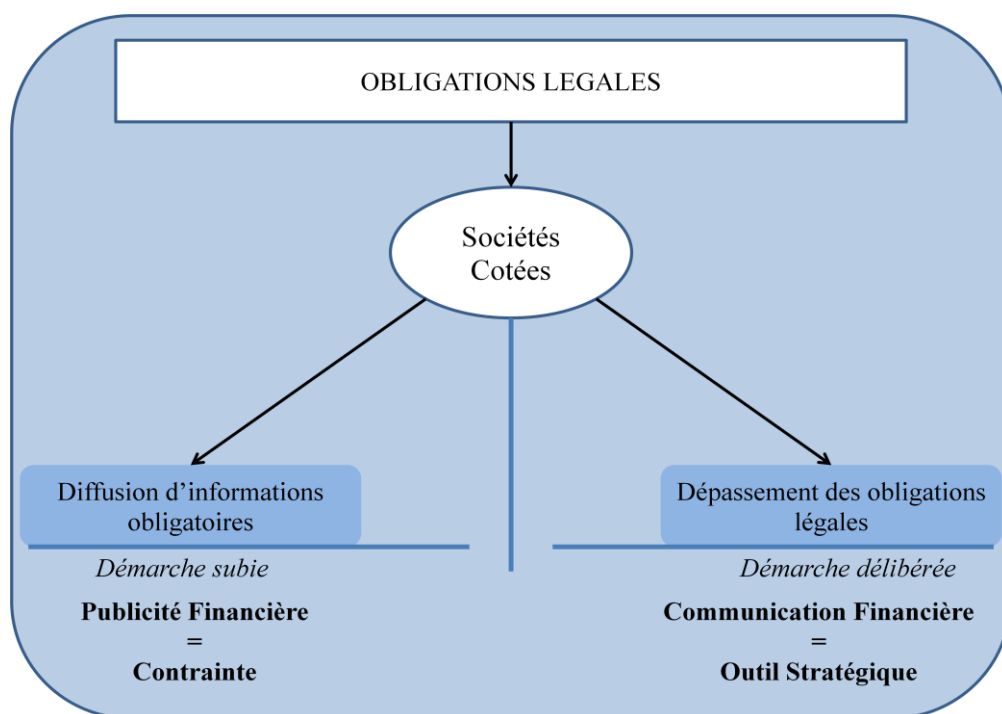 OBLIGATIONS LEGALES
Sociétés
Cotées
Diffusion d’informations
obligatoires
Démarche subie
Publicité Financière
=
Contrainte
Dépassement des obligations
légales
Démarche délibérée
Communication Financière
=
Outil Stratégique